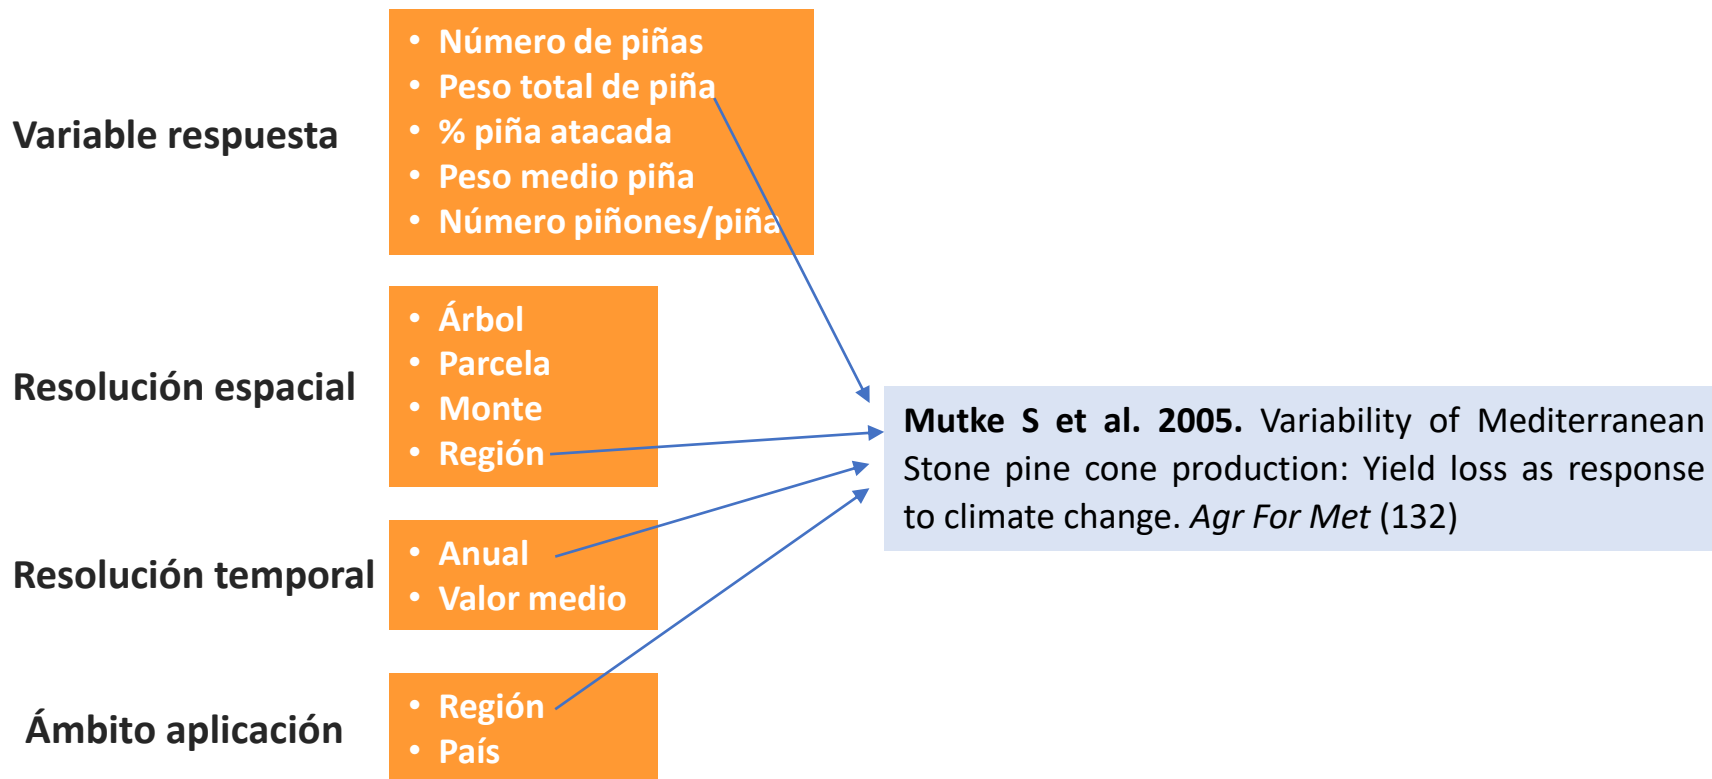 Variable respuesta
• Número de piñas
• Peso total de piña
• % piña atacada
• Peso medio piña
• Número piñones/piña
Resolución espacial
• Árbol
• Parcela
• Monte
• Región
Resolución temporal
• Anual
• Valor medio
Ámbito aplicación
• Región
• País
Mutke S et al. 2005. Variability of Mediterranean
Stone pine cone production: Yield loss as response
to climate change. Agr For Met (132)